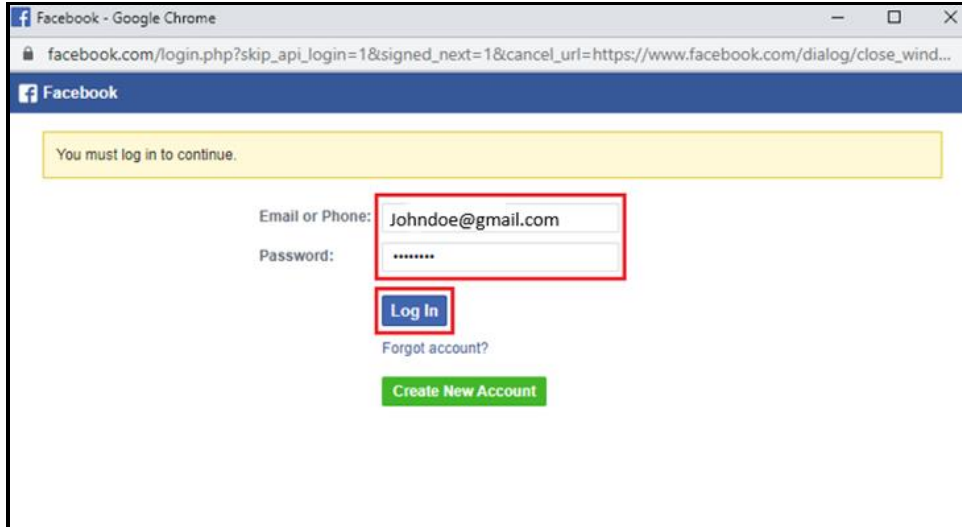 Facebook - Google Chrome
facebook.com/login.php?skip_api_login=1&signed_next=1&cancel_url=https://www.facebook.com/dialog/close_wind...
Facebook
You must log in to continue.
Email or Phone: Johndoe@gmail.com
Password: ••••••••
Log In
Forgot account?
Create New Account